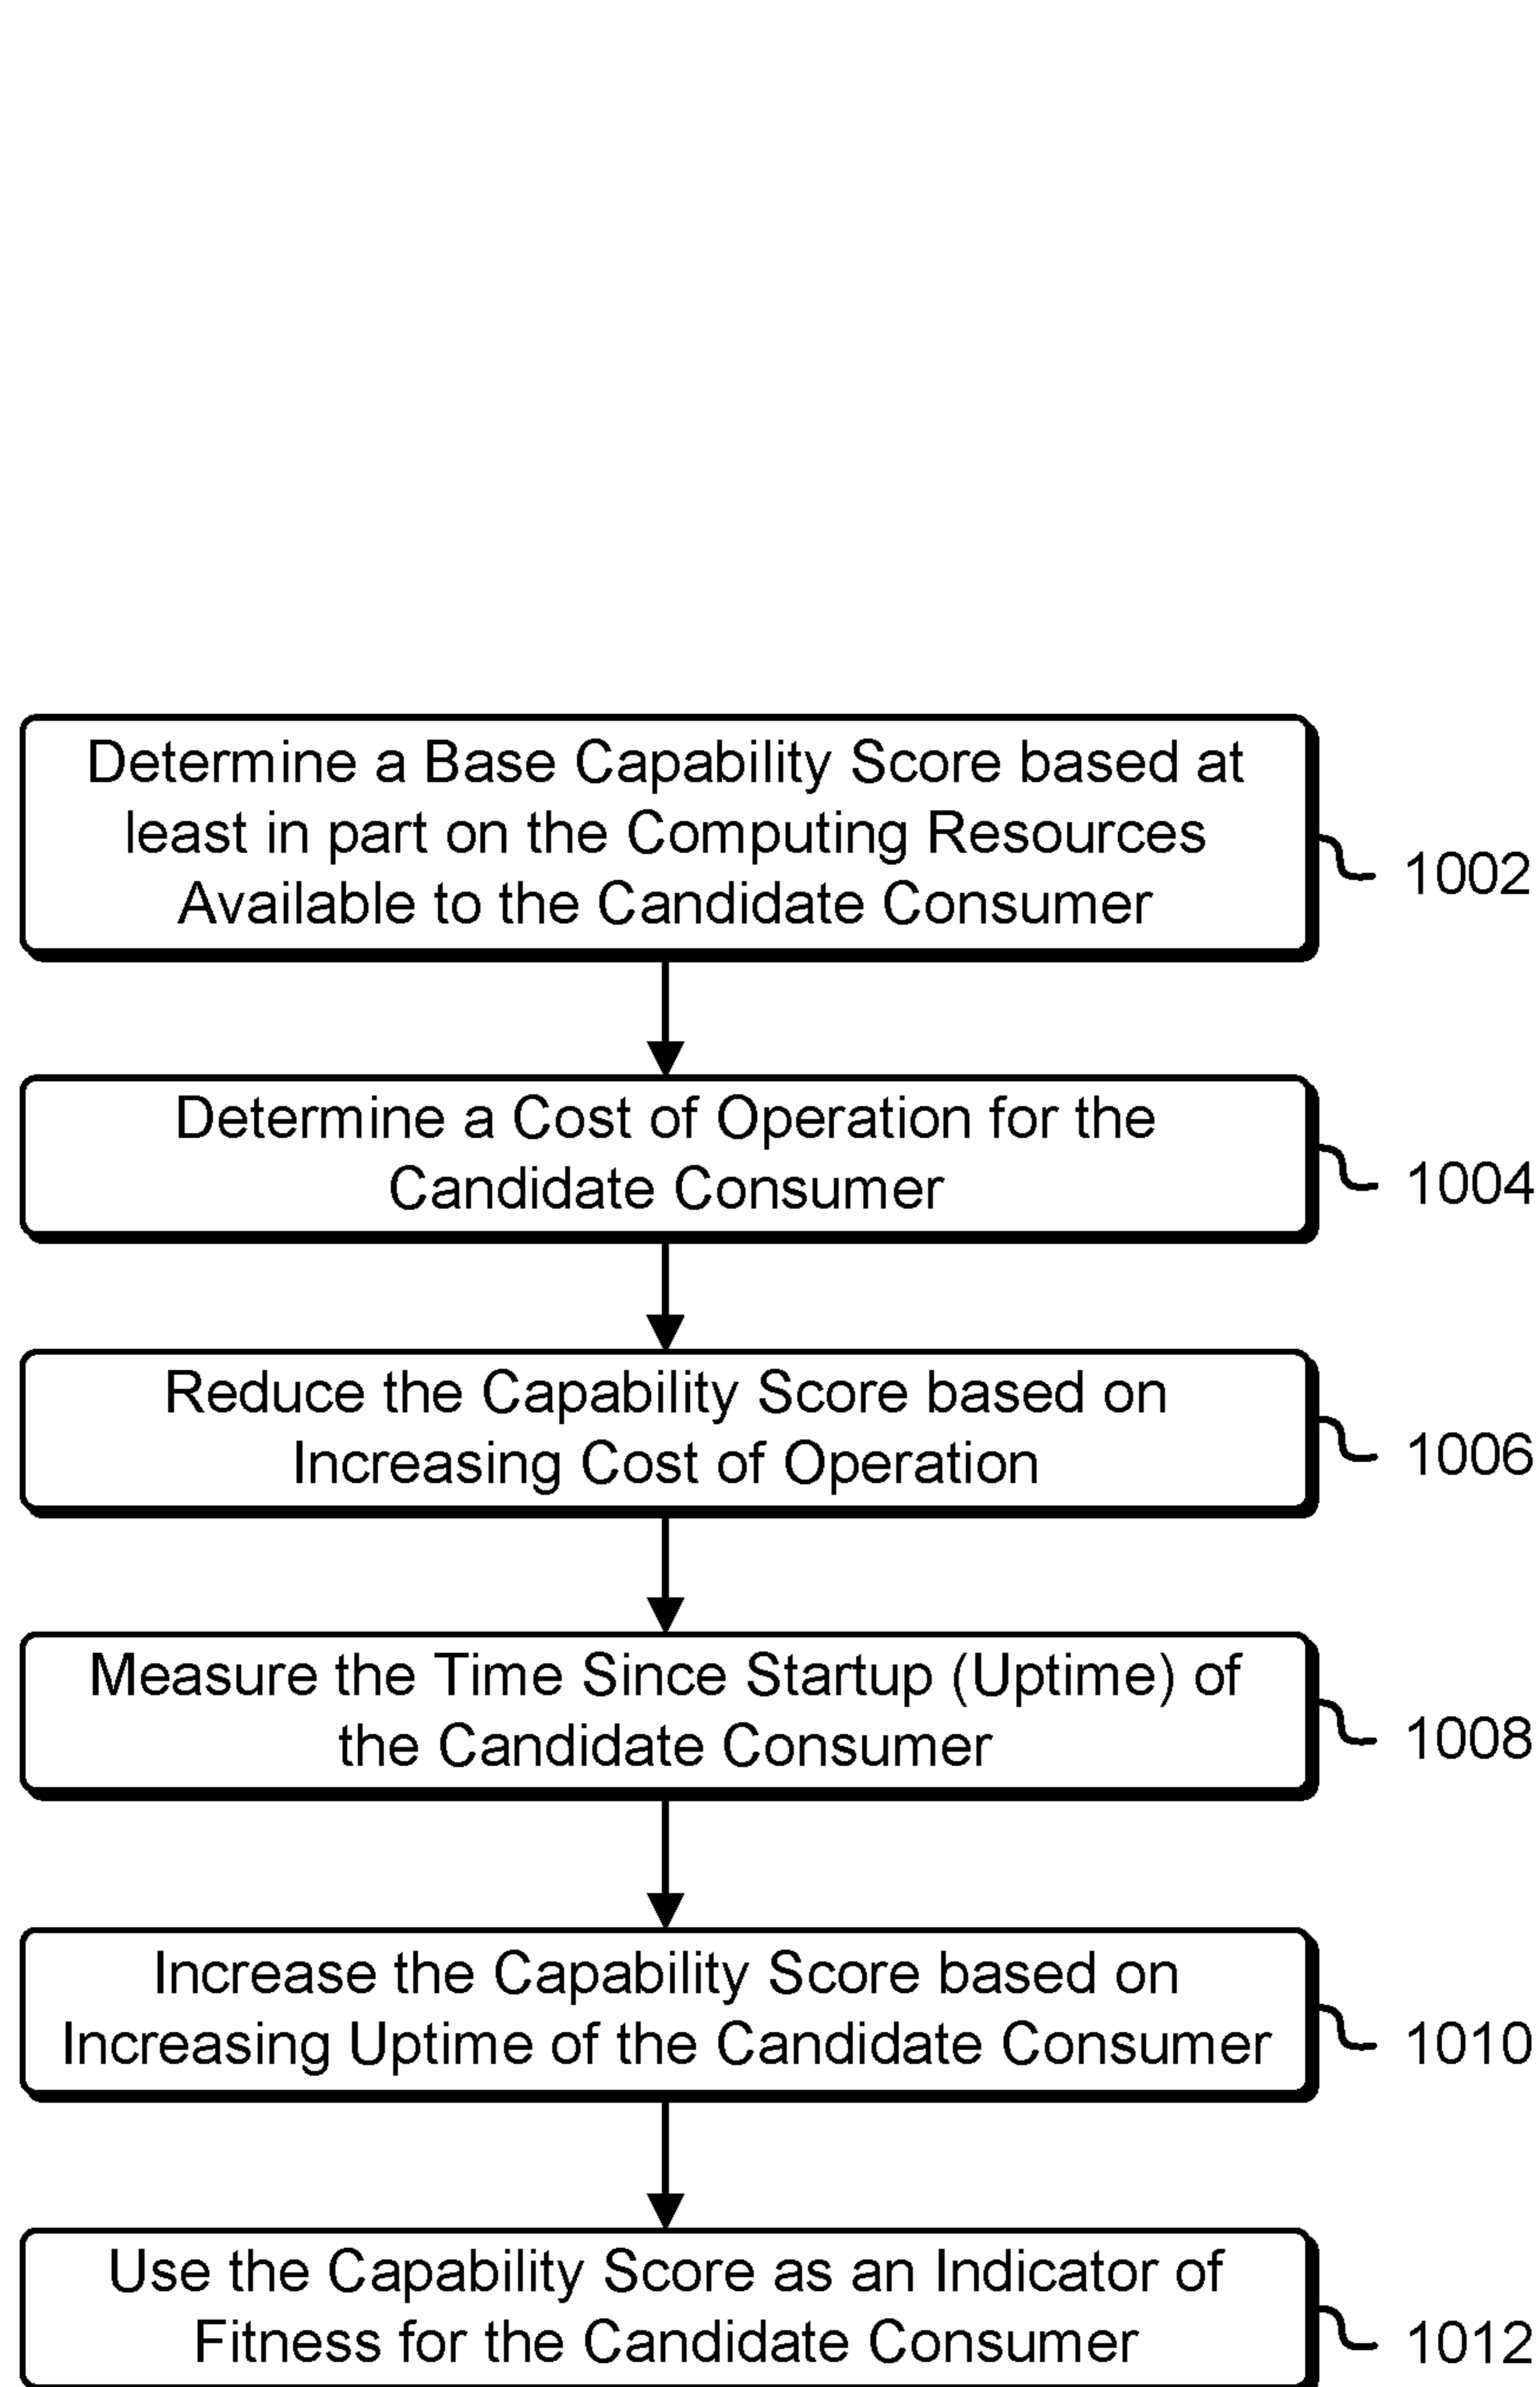 Determine a Base Capability Score based at
least in part on the Computing Resources
Available to the Candidate Consumer
1002
Determine a Cost of Operation for the
Candidate Consumer
1004
Reduce the Capability Score based on
Increasing Cost of Operation
1006
Measure the Time Since Startup (Uptime) of
the Candidate Consumer
1008
Increase the Capability Score based on
Increasing Uptime of the Candidate Consumer
1010
Use the Capability Score as an Indicator of
Fitness for the Candidate Consumer
1012